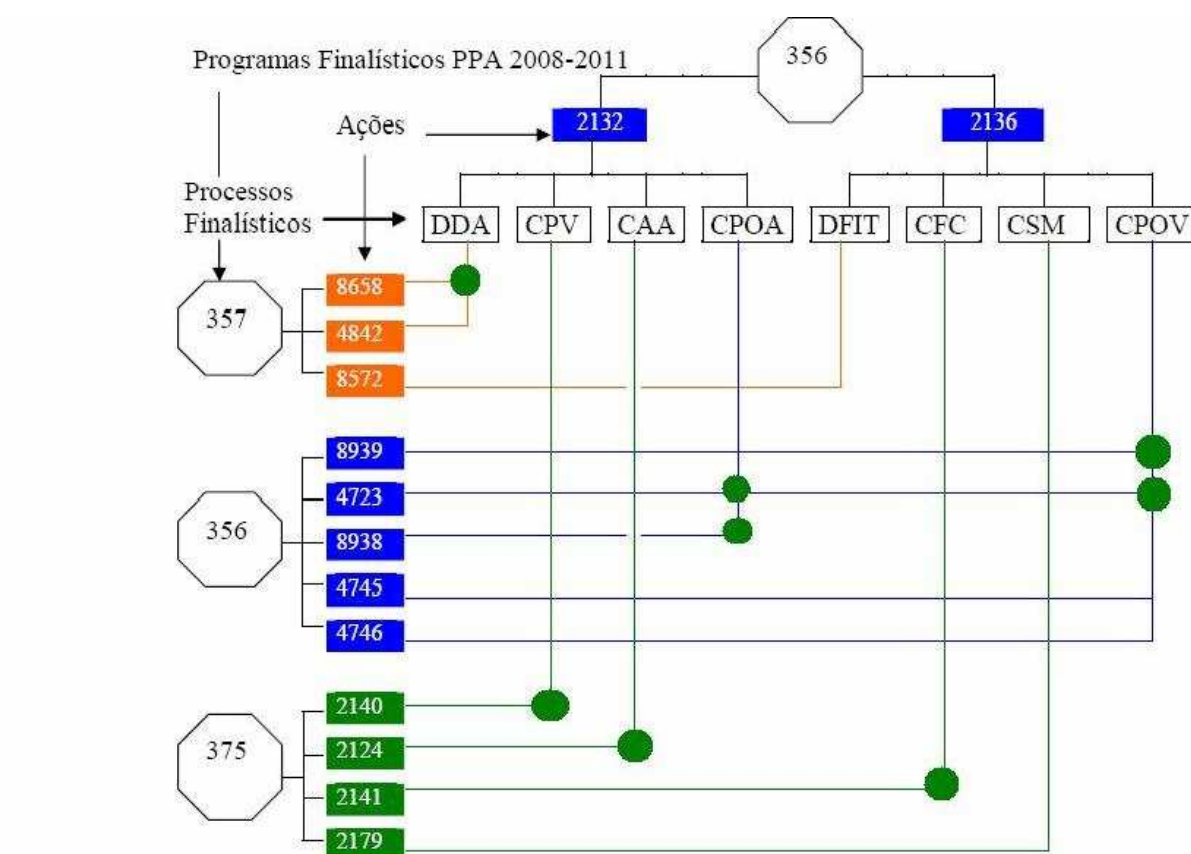 Programas Finalísticos PPA 2008-2011
356
Ações
2132
2136
Processos
Finalísticos
DDA
CPV
CAA
CPOA
DFIT
CFC
CSM
CPOV
357
8658
4842
8572
356
8939
4723
8938
4745
4746
375
2140
2124
2141
2179